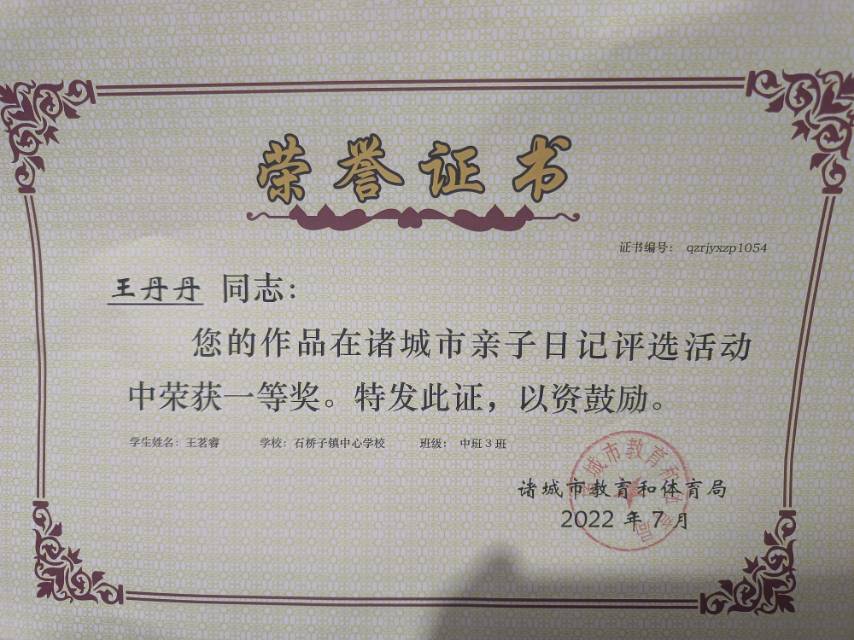 荣誉证书
证书编号： qzrjyxzp1054
王丹丹 同志：
您的作品在诸城市亲子日记评选活动
中荣获一等奖。特发此证，以资鼓励。
学生姓名：王茗睿 学校：石桥子镇中心学校 班级： 中班3班
诸城市教育和体育局
2022 年 7 月